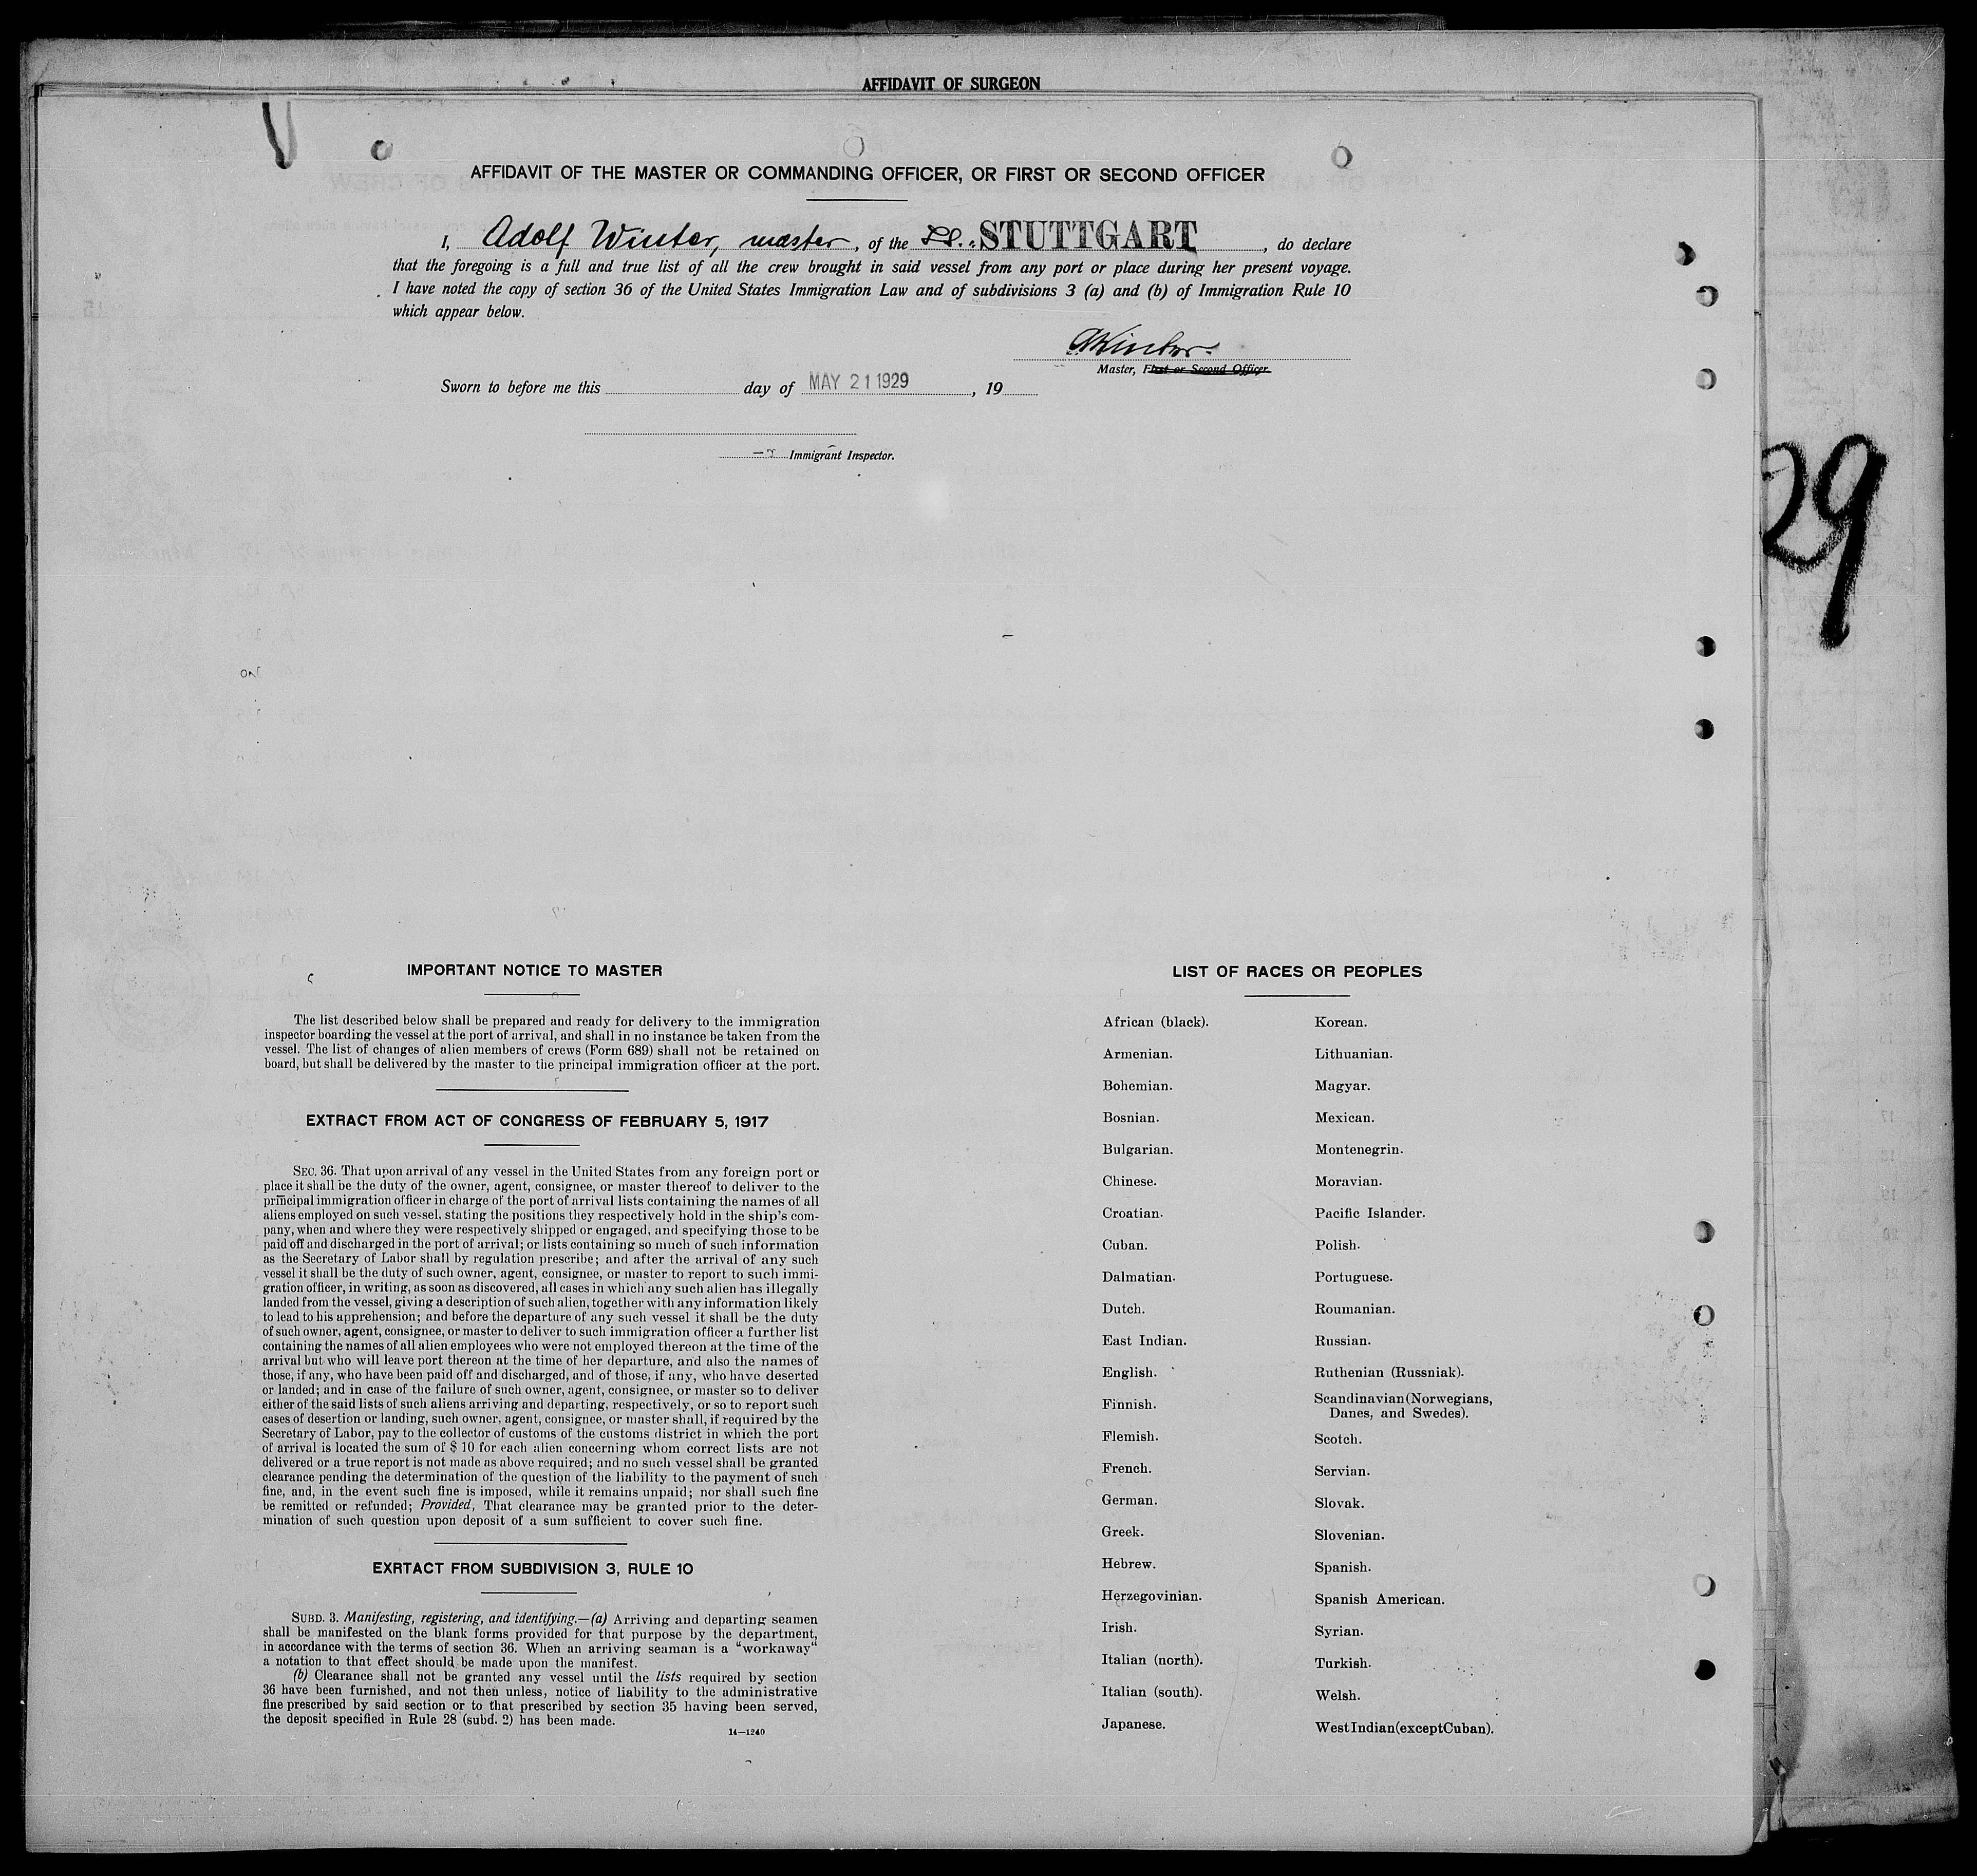 AFFIDAVIT OF SURGEON
AFFIDAVIT OF THE MASTER OR COMMANDING OFFICER, OR FIRST OR SECOND OFFICER
I, Adolf Winter, master, of the D.S. „STUTTGART, do declare
that the foregoing is a full and true list of all the crew brought in said vessel from any port or place during her present voyage.
I have noted the copy of section 36 of the United States Immigration Law and of subdivisions 3 (a) and (b) of Immigration Rule 10
which appear below.
AWinter.
Master, First or Second Officer.
Sworn to before me this day of MAY 21 1929, 19
Immigrant Inspector.
29
IMPORTANT NOTICE TO MASTER
The list described below shall be prepared and ready for delivery to the immigration
inspector boarding the vessel at the port of arrival, and shall in no instance be taken from the
vessel. The list of changes of alien members of crews (Form 689) shall not be retained on
board, but shall be delivered by the master to the principal immigration officer at the port.
EXTRACT FROM ACT OF CONGRESS OF FEBRUARY 5, 1917
SEC. 36. That upon arrival of any vessel in the United States from any foreign port or
place it shall be the duty of the owner, agent, consignee, or master thereof to deliver to the
principal immigration officer in charge of the port of arrival lists containing the names of all
aliens employed on such vessel, stating the positions they respectively hold in the ship's com-
pany, when and where they were respectively shipped or engaged, and specifying those to be
paid off and discharged in the port of arrival; or lists containing so much of such information
as the Secretary of Labor shall by regulation prescribe; and after the arrival of any such
vessel it shall be the duty of such owner, agent, consignee, or master to report to such immi-
gration officer, in writing, as soon as discovered, all cases in which any such alien has illegally
landed from the vessel, giving a description of such alien, together with any information likely
to lead to his apprehension; and before the departure of any such vessel it shall be the duty
of such owner, agent, consignee, or master to deliver to such immigration officer a further list
containing the names of all alien employees who were not employed thereon at the time of the
arrival but who will leave port thereon at the time of her departure, and also the names of
those, if any, who have been paid off and discharged, and of those, if any, who have deserted
or landed; and in case of the failure of such owner, agent, consignee, or master so to deliver
either of the said lists of such aliens arriving and departing, respectively, or so to report such
cases of desertion or landing, such owner, agent, consignee, or master shall, if required by the
Secretary of Labor, pay to the collector of customs of the customs district in which the port
of arrival is located the sum of $ 10 for each alien concerning whom correct lists are not
delivered or a true report is not made as above required; and no such vessel shall be granted
clearance pending the determination of the question of the liability to the payment of such
fine, and, in the event such fine is imposed, while it remains unpaid; nor shall such fine
be remitted or refunded; Provided, That clearance may be granted prior to the deter-
mination of such question upon deposit of a sum sufficient to cover such fine.
EXRTACT FROM SUBDIVISION 3, RULE 10
SUBD. 3. Manifesting, registering, and identifying.—(a) Arriving and departing seamen
shall be manifested on the blank forms provided for that purpose by the department,
in accordance with the terms of section 36. When an arriving seaman is a “workaway“
a notation to that effect should be made upon the manifest.
(b) Clearance shall not be granted any vessel until the lists required by section
36 have been furnished, and not then unless, notice of liability to the administrative
fine prescribed by said section or to that prescribed by section 35 having been served,
the deposit specified in Rule 28 (subd. 2) has been made.
14—1240
LIST OF RACES OR PEOPLES
African (black).
Armenian.
Bohemian.
Bosnian.
Bulgarian.
Chinese.
Croatian.
Cuban.
Dalmatian.
Dutch.
East Indian.
English.
Finnish.
Flemish.
French.
German.
Greek.
Hebrew.
Herzegovinian.
Irish.
Italian (north).
Italian (south).
Japanese.
Korean.
Lithuanian.
Magyar.
Mexican.
Montenegrin.
Moravian.
Pacific Islander.
Polish.
Portuguese.
Roumanian.
Russian.
Ruthenian (Russniak).
Scandinavian(Norwegians,
Danes, and Swedes).
Scotch.
Servian.
Slovak.
Slovenian.
Spanish.
Spanish American.
Syrian.
Turkish.
Welsh.
WestIndian(exceptCuban).